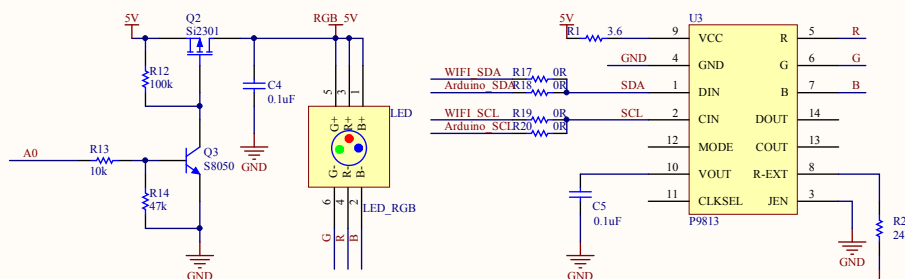 Q2
5V
Si2301
RGB_5V
R12
100k
C4
0.1uF
GND
5
3
1
LED
G+
R+
B+
G-
R-
B-
6
4
2
LED_RGB
G
R
B
A0
R13
10k
Q3
S8050
R14
47k
GND
5V
R1
3.6
GND
WIFI_SDA
R17
0R
Arduino_SDA
R18
0R
SDA
WIFI_SCL
R19
0R
Arduino_SCL
R20
0R
SCL
C5
0.1uF
GND
U3
9
VCC
R
5
R
4
GND
G
6
G
1
DIN
B
7
B
2
CIN
DOUT
14
12
MODE
COUT
13
10
VOUT
R-EXT
8
11
CLKSEL
JEN
3
P9813
GND